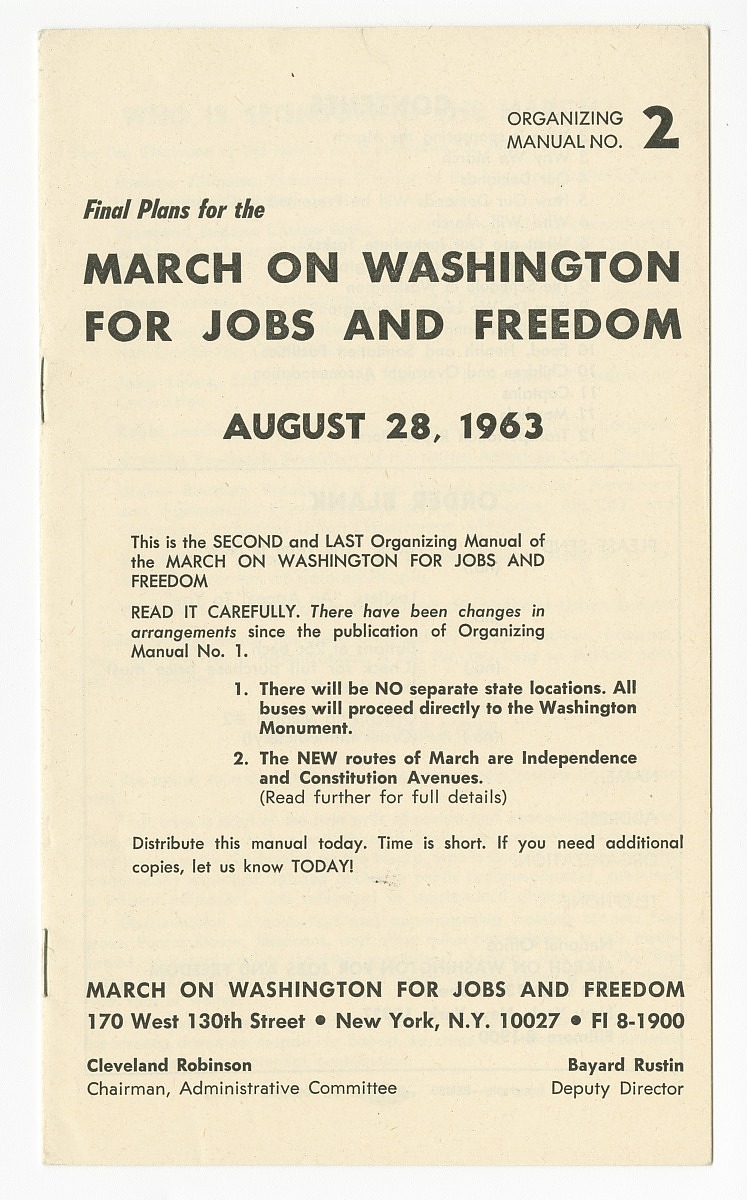 ORGANIZING
MANUAL NO. 2
Final Plans for the
MARCH ON WASHINGTON
FOR JOBS AND FREEDOM
AUGUST 28, 1963
This is the SECOND and LAST Organizing Manual of
the MARCH ON WASHINGTON FOR JOBS AND
FREEDOM
READ IT CAREFULLY. There have been changes in
arrangements since the publication of Organizing
Manual No. 1.
1. There will be NO separate state locations. All
buses will proceed directly to the Washington
Monument.
2. The NEW routes of March are Independence
and Constitution Avenues.
(Read further for full details)
Distribute this manual today. Time is short. If you need additional
copies, let us know TODAY!
MARCH ON WASHINGTON FOR JOBS AND FREEDOM
170 West 130th Street • New York, N.Y. 10027 • FI 8-1900
Cleveland Robinson Bayard Rustin
Chairman, Administrative Committee Deputy Director